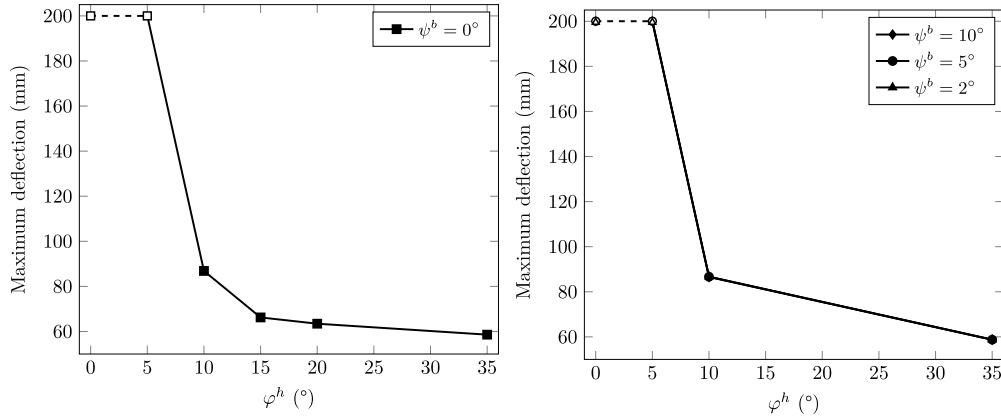 200
180
160
140
120
100
80
60
Maximum deflection (mm)
0 5 10 15 20 25 30 35
φ^h (°)
ψ^b = 0°
200
180
160
140
120
100
80
60
Maximum deflection (mm)
0 5 10 15 20 25 30 35
φ^h (°)
ψ^b = 10°
ψ^b = 5°
ψ^b = 2°